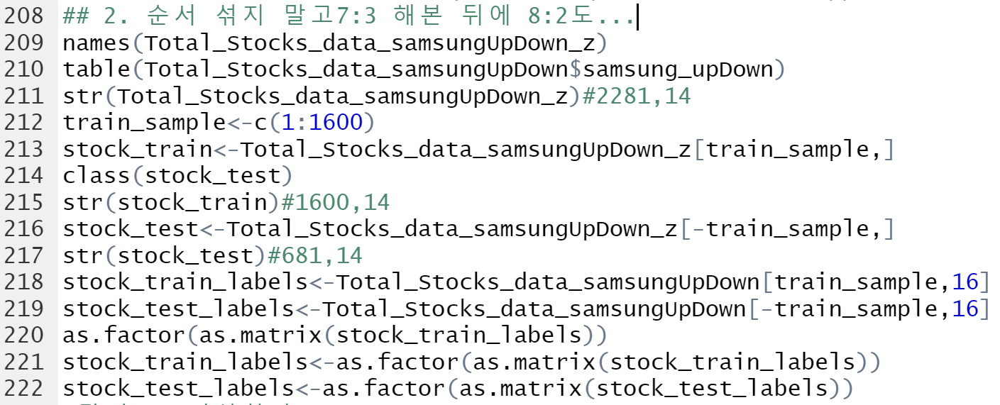 208 ## 2. 순서 섞지 말고7:3 해본 뒤에 8:2도...
209 names(Total_Stocks_data_samsungUpDown_z)
210 table(Total_Stocks_data_samsungUpDown$samsung_upDown)
211 str(Total_Stocks_data_samsungUpDown_z)#2281,14
212 train_sample<-c(1:1600)
213 stock_train<-Total_Stocks_data_samsungUpDown_z[train_sample,]
214 class(stock_test)
215 str(stock_train)#1600,14
216 stock_test<-Total_Stocks_data_samsungUpDown_z[-train_sample,]
217 str(stock_test)#681,14
218 stock_train_labels<-Total_Stocks_data_samsungUpDown[train_sample,16]
219 stock_test_labels<-Total_Stocks_data_samsungUpDown[-train_sample,16]
220 as.factor(as.matrix(stock_train_labels))
221 stock_train_labels<-as.factor(as.matrix(stock_train_labels))
222 stock_test_labels<-as.factor(as.matrix(stock_test_labels))